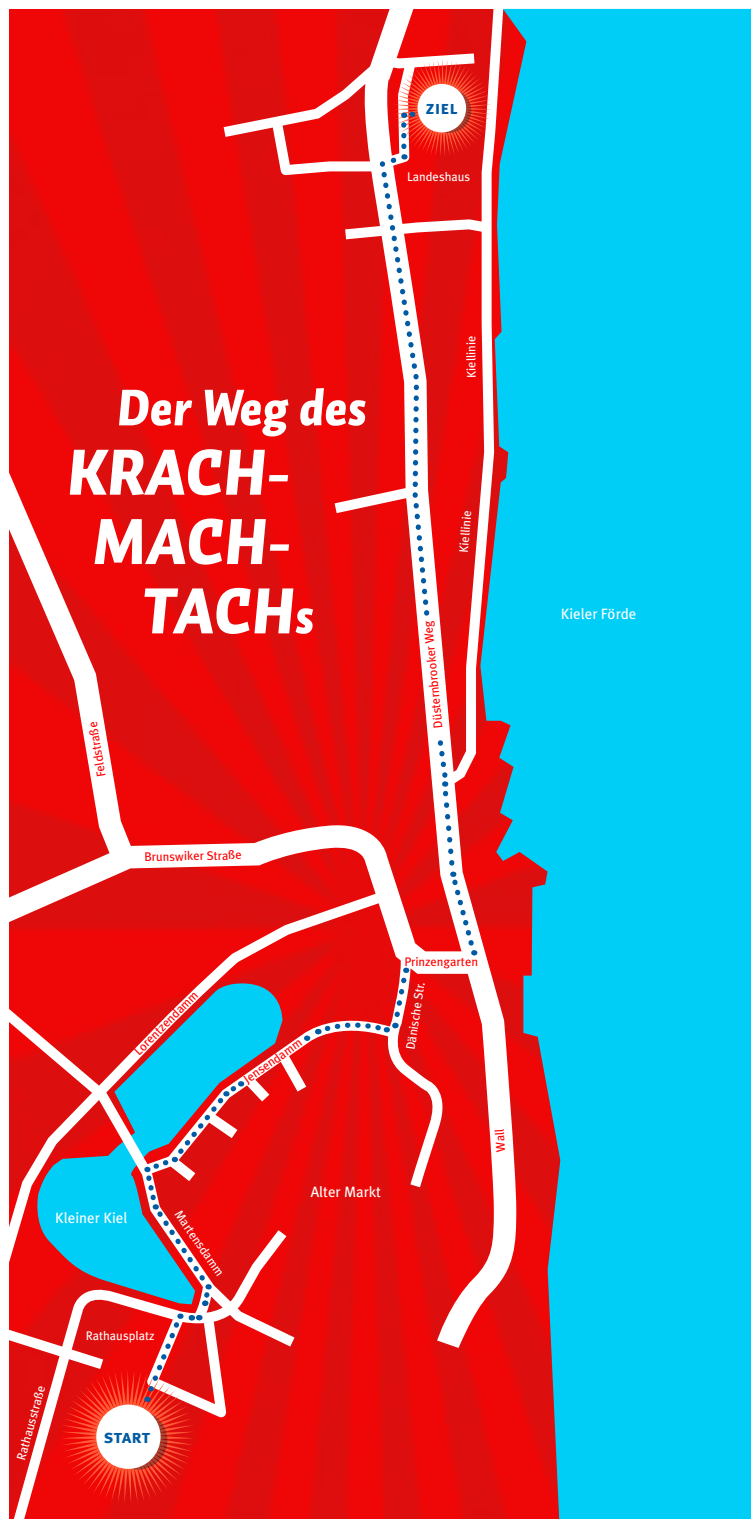 ZIEL
Landeshaus
Kiellinie
Der Weg des
KRACH-
MACH-
TACHs
Kiellinie
Kieler Förde
Düsternbrooker Weg
Feldstraße
Brunswiker Straße
Prinzengarten
Dänische Str.
Lorentzendamm
Jensendamm
Wall
Alter Markt
Kleiner Kiel
Martensdamm
Rathausplatz
Rathausstraße
START